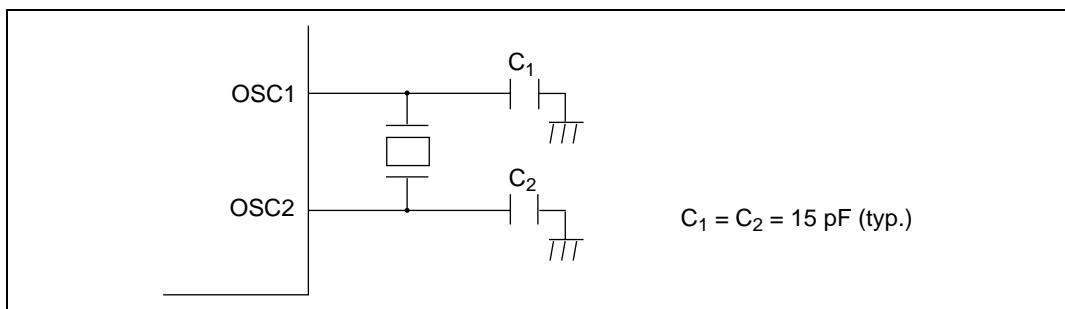 C1
OSC1
C2
OSC2
C1 = C2 = 15 pF (typ.)